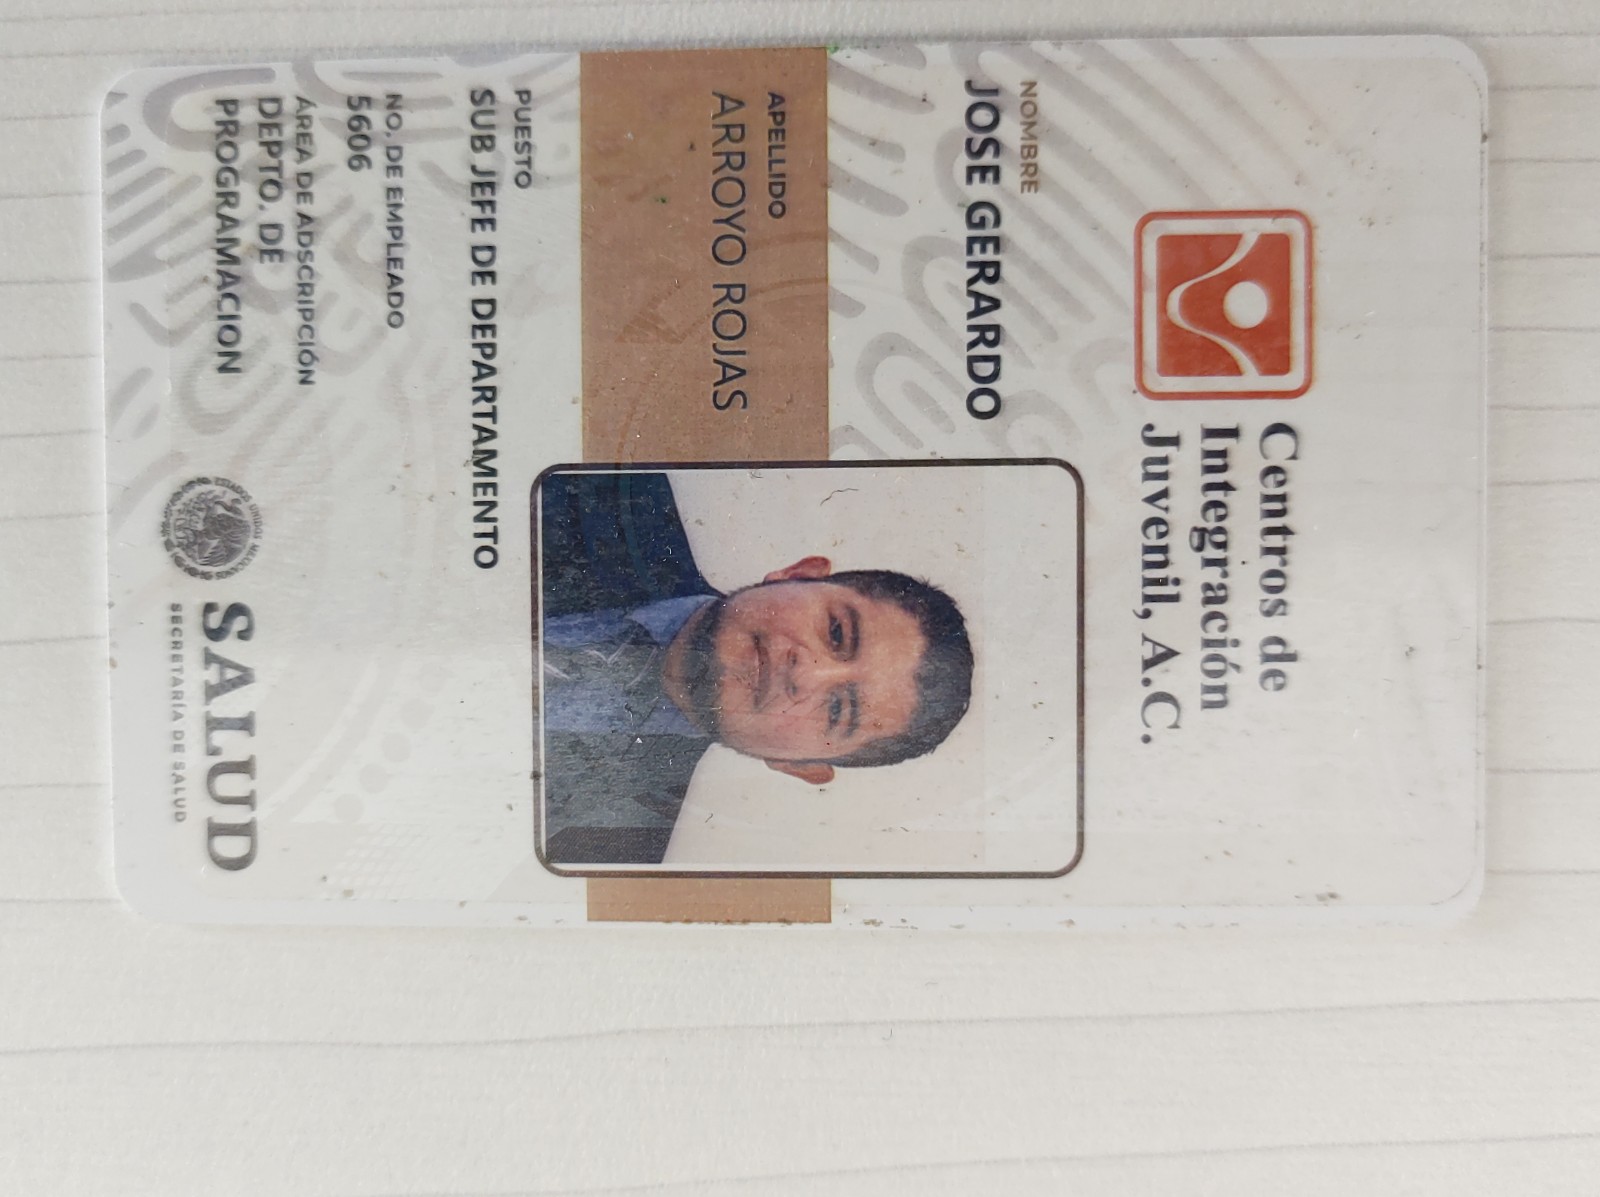 Centros de
Integración
Juvenil, A.C.
NOMBRE
JOSE GERARDO
APELLIDO
ARROYO ROJAS
PUESTO
SUB JEFE DE DEPARTAMENTO
NO. DE EMPLEADO
5606
ÁREA DE ADSCRIPCIÓN
DEPTO. DE
PROGRAMACION
ESTADOS UNIDOS MEXICANOS
SALUD
SECRETARÍA DE SALUD